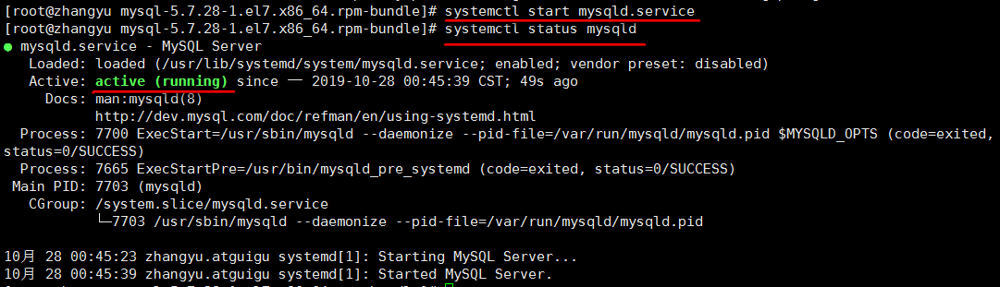 [root@zhangyu mysql-5.7.28-1.el7.x86_64.rpm-bundle]# systemctl start mysqld.service
[root@zhangyu mysql-5.7.28-1.el7.x86_64.rpm-bundle]# systemctl status mysqld
● mysqld.service - MySQL Server
   Loaded: loaded (/usr/lib/systemd/system/mysqld.service; enabled; vendor preset: disabled)
   Active: active (running) since 一 2019-10-28 00:45:39 CST; 49s ago
     Docs: man:mysqld(8)
           http://dev.mysql.com/doc/refman/en/using-systemd.html
  Process: 7700 ExecStart=/usr/sbin/mysqld --daemonize --pid-file=/var/run/mysqld/mysqld.pid $MYSQLD_OPTS (code=exited,
status=0/SUCCESS)
  Process: 7665 ExecStartPre=/usr/bin/mysqld_pre_systemd (code=exited, status=0/SUCCESS)
 Main PID: 7703 (mysqld)
   CGroup: /system.slice/mysqld.service
           └─7703 /usr/sbin/mysqld --daemonize --pid-file=/var/run/mysqld/mysqld.pid
10月 28 00:45:23 zhangyu.atguigu systemd[1]: Starting MySQL Server...
10月 28 00:45:39 zhangyu.atguigu systemd[1]: Started MySQL Server.